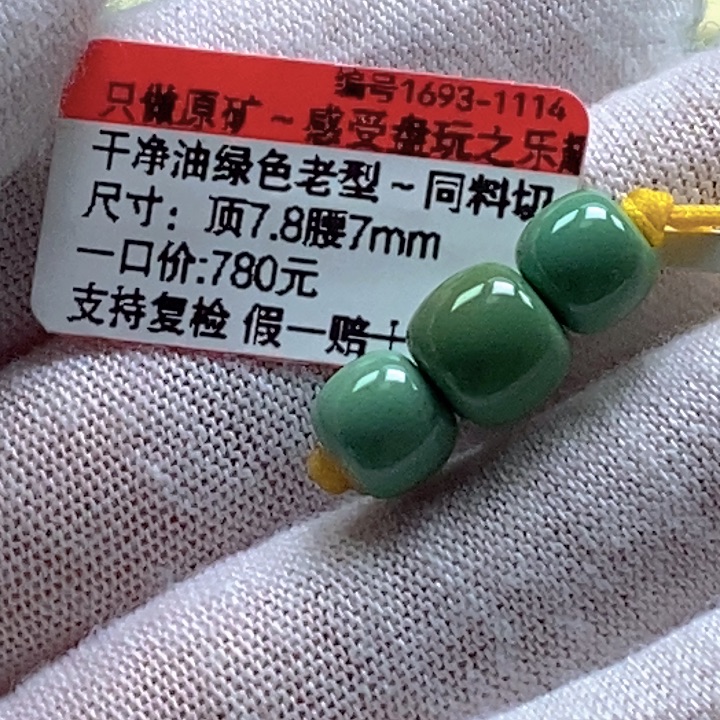 编号1693-1114
只做原矿~感受盘玩之乐趣
干净油绿色老型~同料切
尺寸：顶7.8腰7mm
一口价:780元
支持复检 假一赔十